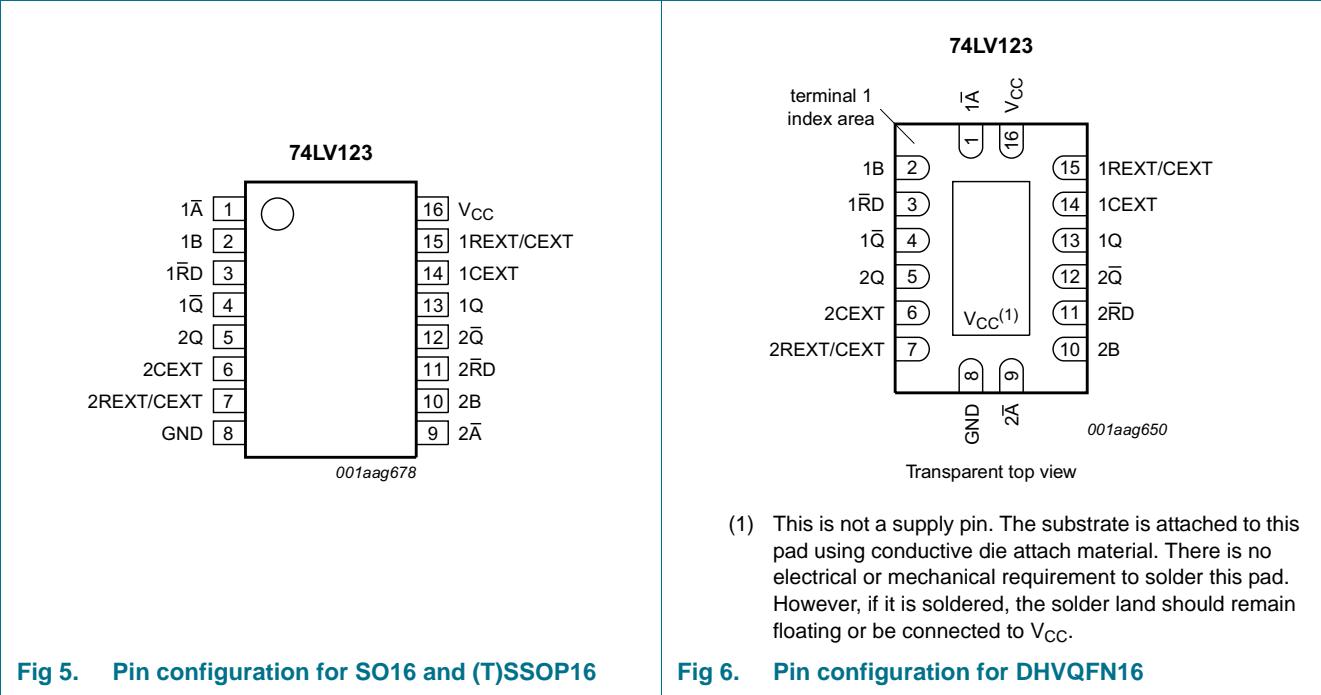 74LV123
1A̅ 1
1B 2
1R̅D 3
1Q̅ 4
2Q 5
2CEXT 6
2REXT/CEXT 7
GND 8
16 VCC
15 1REXT/CEXT
14 1CEXT
13 1Q
12 2Q̅
11 2R̅D
10 2B
9 2A̅
001aag678
Fig 5. Pin configuration for SO16 and (T)SSOP16
74LV123
terminal 1
index area
1A̅
VCC
1
16
1B 2
1R̅D 3
1Q̅ 4
2Q 5
2CEXT 6
2REXT/CEXT 7
15 1REXT/CEXT
14 1CEXT
13 1Q
12 2Q̅
11 2R̅D
10 2B
VCC(1)
8
9
GND
2A̅
001aag650
Transparent top view
(1) This is not a supply pin. The substrate is attached to this
pad using conductive die attach material. There is no
electrical or mechanical requirement to solder this pad.
However, if it is soldered, the solder land should remain
floating or be connected to VCC.
Fig 6. Pin configuration for DHVQFN16